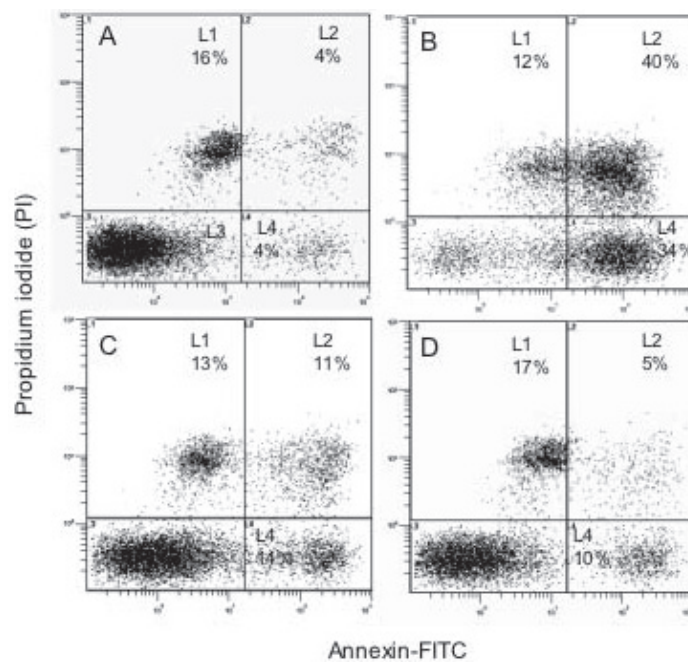 A
L1
16%
L2
4%
L3
L4
4%
B
L1
12%
L2
40%
L4
34%
C
L1
13%
L2
11%
L4
14%
D
L1
17%
L2
5%
L4
10%
Propidium iodide (PI)
Annexin-FITC